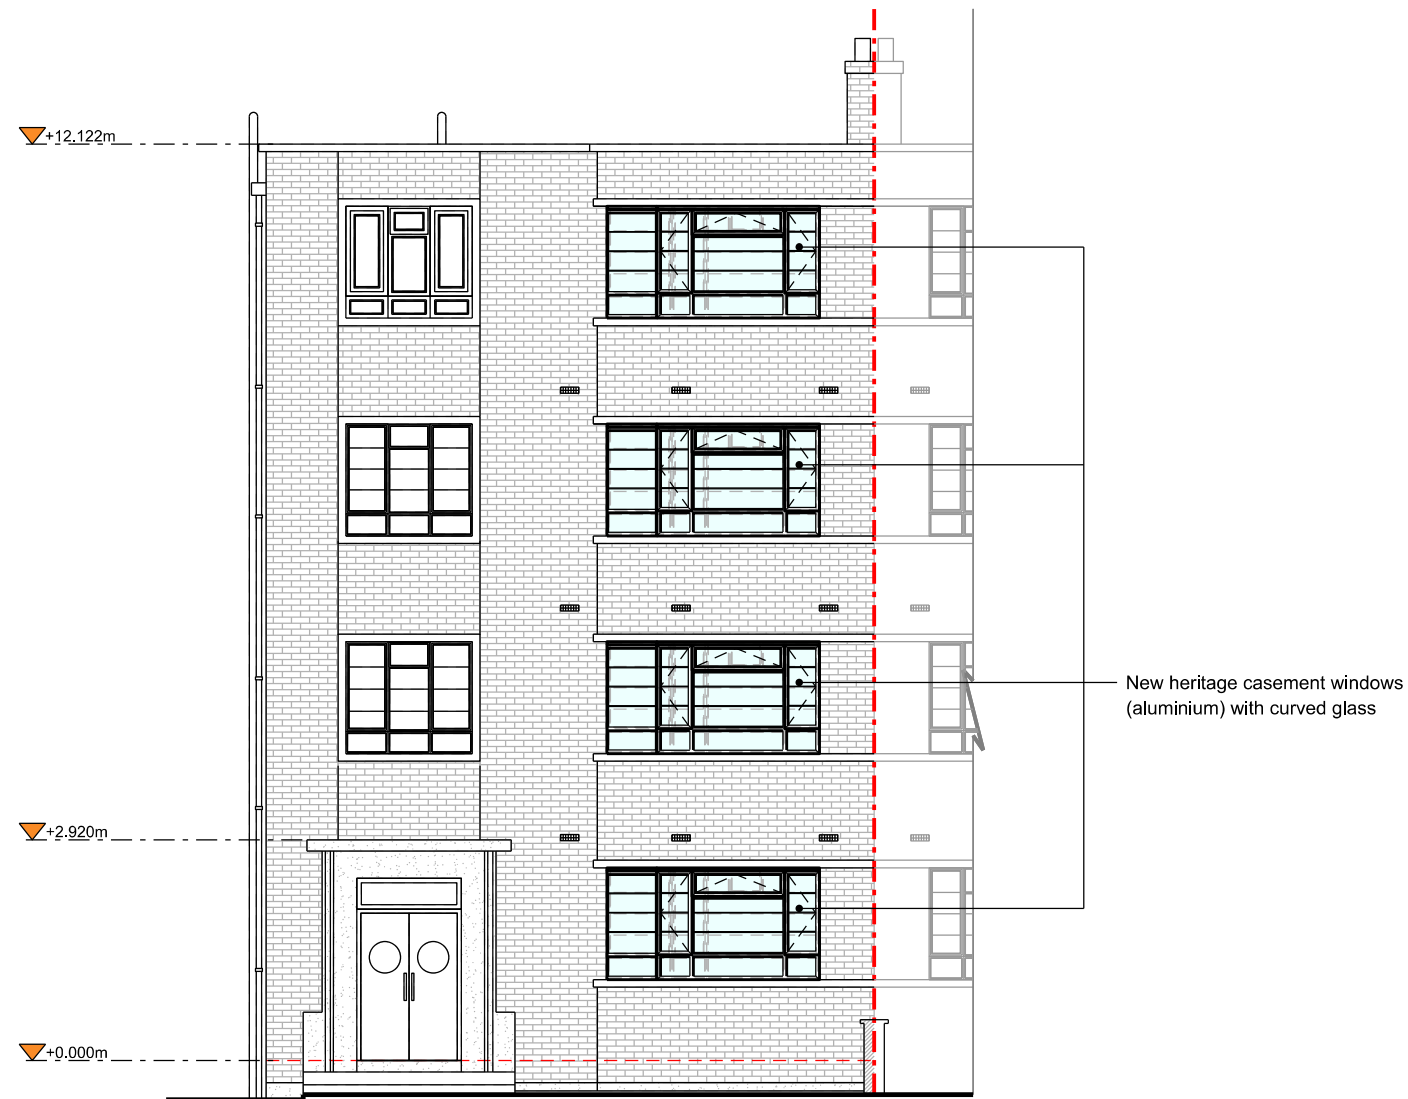 +12.122m
New heritage casement windows
(aluminium) with curved glass
+2.920m
+0.000m